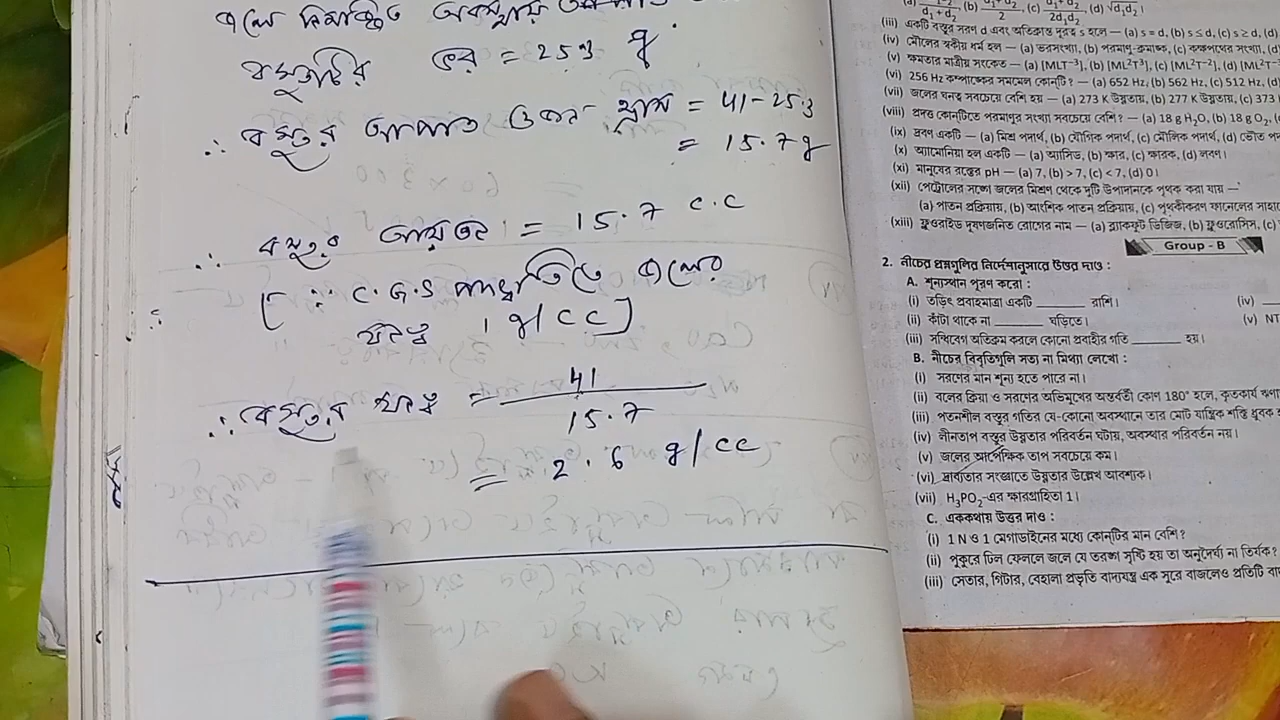 জলে নিমজ্জিত অবস্থায়
বস্তুটির ভর = 25.3 g
∴ বস্তুর আপাত ওজন হ্রাস = 41-25.3
= 15.7 g
∴ বস্তুর আয়তন = 15.7 c.c
[∵ C.G.S পদ্ধতিতে জলের
ঘনত্ব 1 g/cc]
∴ বস্তুর ঘনত্ব = 41
15.7
= 2.6 g/cc
(iii) একটি বস্তুর সরণ d এবং অতিক্রান্ত দূরত্ব s হলে — (a) s = d, (b) s ≤ d, (c) s ≥ d, (d)
(iv) মৌলের স্বকীয় ধর্ম হল — (a) ভরসংখ্যা, (b) পরমাণু-ক্রমাঙ্ক, (c) কক্ষপথের সংখ্যা, (d)
(v) ক্ষমতার মাত্রীয় সংকেত — (a) [MLT⁻³], (b) [ML²T³], (c) [ML²T⁻²], (d) [ML²T⁻
(vi) 256 Hz কম্পাঙ্কের সমমেল কোনটি? — (a) 652 Hz, (b) 562 Hz, (c) 512 Hz, (d)
(vii) জলের ঘনত্ব সবচেয়ে বেশি হয় — (a) 273 K উষ্ণতায়, (b) 277 K উষ্ণতায়, (c) 373
(viii) প্রদত্ত কোনটিতে পরমাণুর সংখ্যা সবচেয়ে বেশি? — (a) 18 g H₂O, (b) 18 g O₂,
(ix) দ্রবণ একটি — (a) মিশ্র পদার্থ, (b) যৌগিক পদার্থ, (c) মৌলিক পদার্থ, (d) ভৌত
(x) অ্যামোনিয়া হল একটি — (a) অ্যাসিড, (b) ক্ষার, (c) ক্ষারক, (d) লবণ।
(xi) মানুষের রক্তের pH — (a) 7, (b) > 7, (c) < 7, (d) 0।
(xii) পেট্রোলের সঙ্গে জলের মিশ্রণ থেকে দুটি উপাদানকে পৃথক করা যায় —
(a) পাতন প্রক্রিয়ায়, (b) আংশিক পাতন প্রক্রিয়ায়, (c) পৃথকীকরণ ফানেলের
(xiii) ফ্লুওরাইড দূষণজনিত রোগের নাম — (a) ব্ল্যাকফুট ডিজিজ, (b) ফ্লুওরোসিস, (c)
Group - B
2. নীচের প্রশ্নগুলির নির্দেশানুসারে উত্তর দাও :
A. শূন্যস্থান পূরণ করো :
(i) তড়িৎ প্রবাহমাত্রা একটি ______ রাশি। (iv)
(ii) কাঁটা থাকে না ______ ঘড়িতে। (v) NT
(iii) সন্ধিবেগ অতিক্রম করলে কোনো প্রবাহীর গতি ______ হয়।
B. নীচের বিবৃতিগুলি সত্য না মিথ্যা লেখো :
(i) সরণের মান শূন্য হতে পারে না।
(ii) বলের ক্রিয়া ও সরণের অভিমুখের অন্তর্বর্তী কোণ 180° হলে, কৃতকার্য
(iii) পতনশীল বস্তুর গতির যে-কোনো অবস্থানে তার মোট যান্ত্রিক শক্তি ধ্রুবক
(iv) লীনতাপ বস্তুর উষ্ণতার পরিবর্তন ঘটায়, অবস্থার পরিবর্তন নয়।
(v) জলের আপেক্ষিক তাপ সবচেয়ে কম।
(vi) দ্রাব্যতার সংজ্ঞাতে উষ্ণতার উল্লেখ আবশ্যক।
(vii) H₃PO₂-এর ক্ষারগ্রাহিতা 1।
C. এককথায় উত্তর দাও :
(i) 1 N ও 1 মেগাডাইনের মধ্যে কোনটির মান বেশি?
(ii) পুকুরে ঢিল ফেললে জলে যে তরঙ্গ সৃষ্টি হয় তা অনুদৈর্ঘ্য না তির্যক?
(iii) সেতার, গিটার, বেহালা প্রভৃতি বাদ্যযন্ত্র এক সুরে বাজলেও প্রতিটি